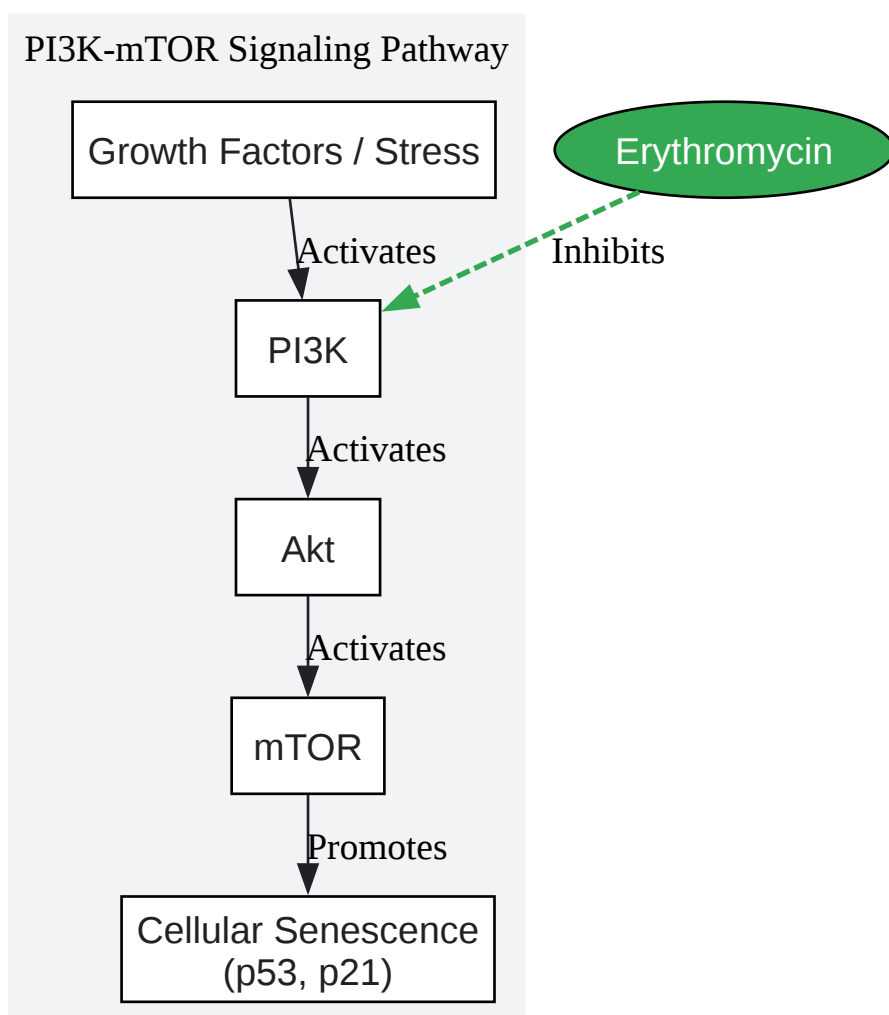 PI3K-mTOR Signaling Pathway
Growth Factors / Stress
Erythromycin
Activates
Inhibits
PI3K
Activates
Akt
Activates
mTOR
Promotes
Cellular Senescence
(p53, p21)